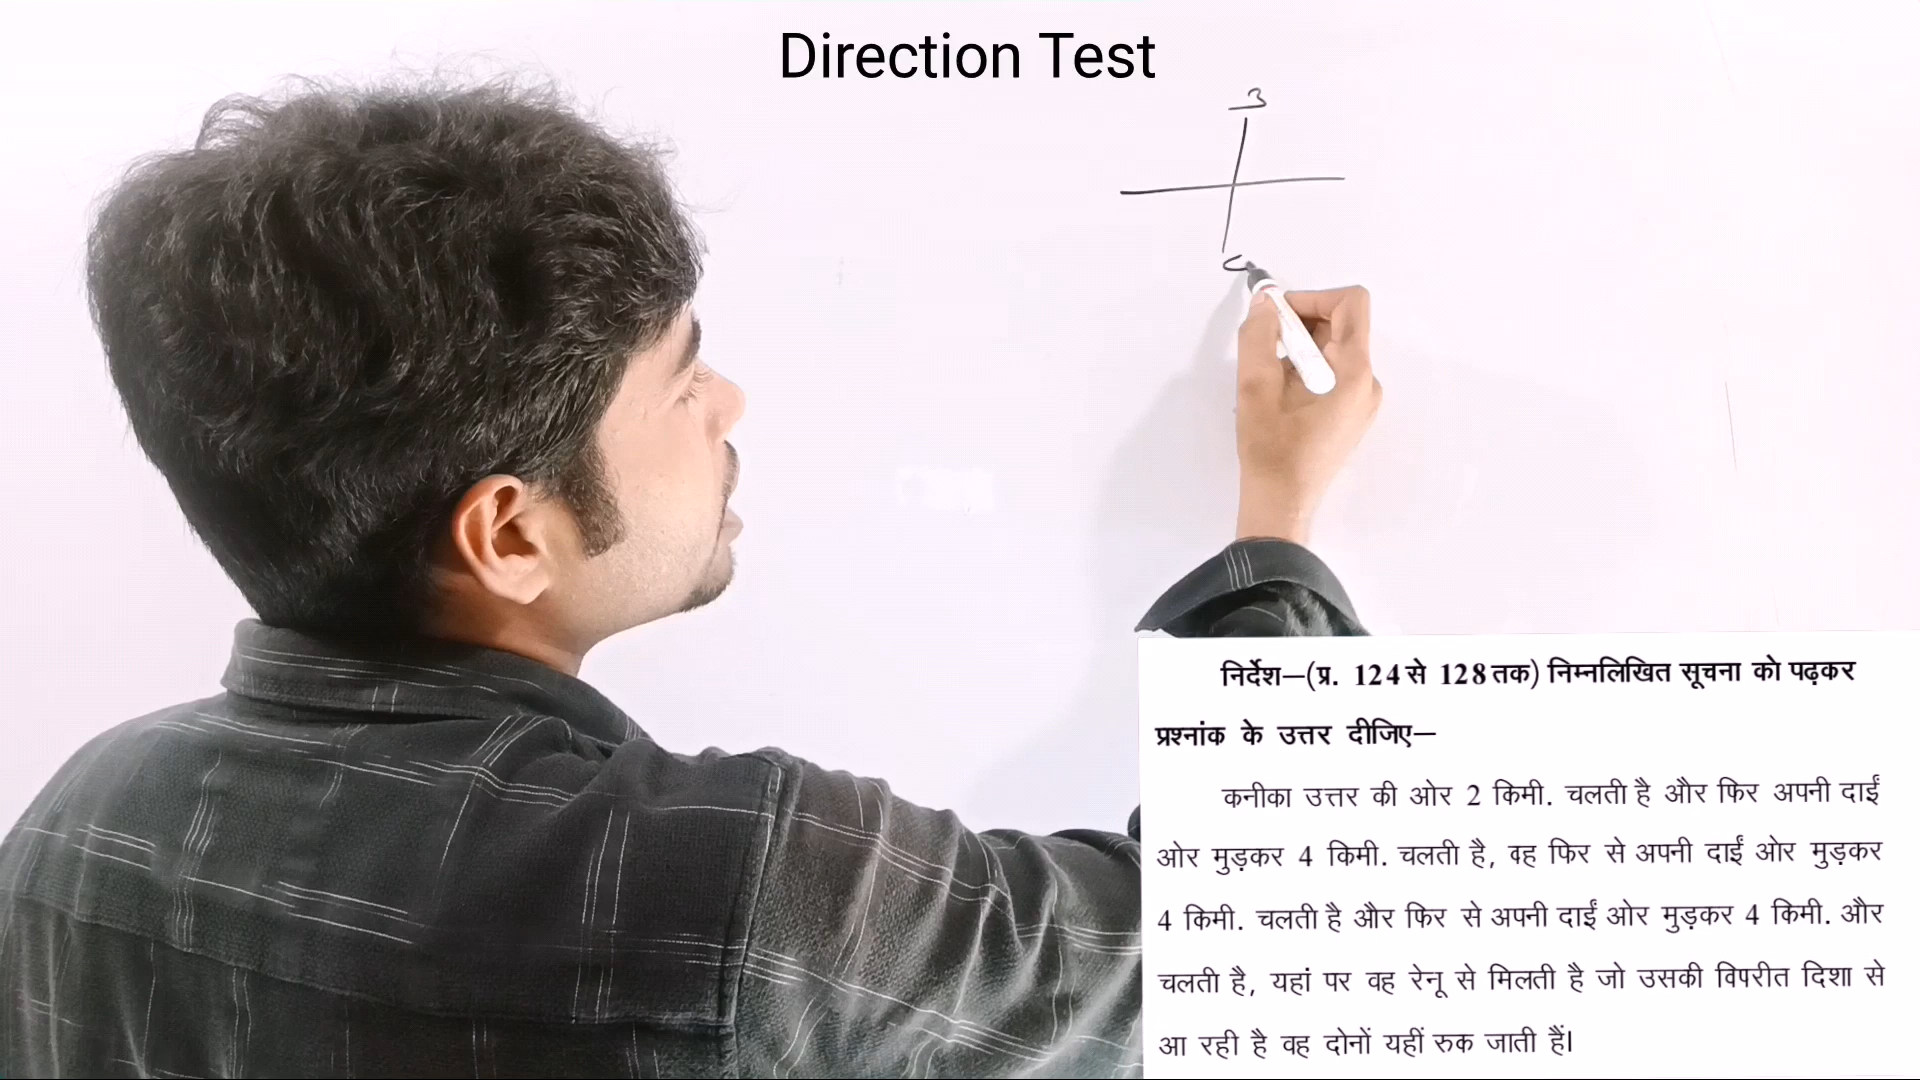 Direction Test
उ
निर्देश—(प्र. 124 से 128 तक) निम्नलिखित सूचना को पढ़कर
प्रश्नांक के उत्तर दीजिए—
कनीका उत्तर की ओर 2 किमी. चलती है और फिर अपनी दाईं
ओर मुड़कर 4 किमी. चलती है, वह फिर से अपनी दाईं ओर मुड़कर
4 किमी. चलती है और फिर से अपनी दाईं ओर मुड़कर 4 किमी. और
चलती है, यहां पर वह रेनू से मिलती है जो उसकी विपरीत दिशा से
आ रही है वह दोनों यहीं रुक जाती हैं।